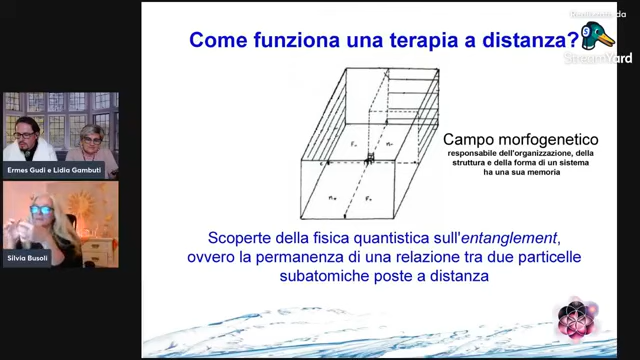 Come funziona una terapia a distanza?
StreamYard
Campo morfogenetico
responsabile dell'organizzazione, della
struttura e della forma di un sistema
ha una sua memoria
Ermes Gudi e Lidia Gambuti
Silvia Busoli
Scoperte della fisica quantistica sull'entanglement,
ovvero la permanenza di una relazione tra due particelle
subatomiche poste a distanza